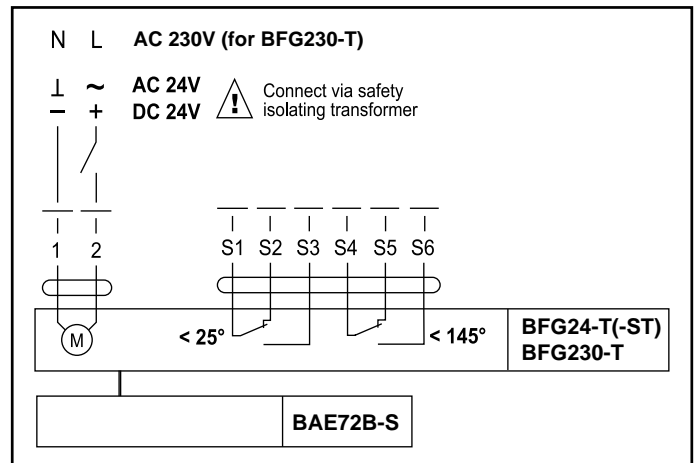 N L AC 230V (for BFG230-T)
⊥ ~ AC 24V
− + DC 24V
! Connect via safety
isolating transformer
1 2 S1 S2 S3 S4 S5 S6
M < 25° < 145° BFG24-T(-ST)
BFG230-T
BAE72B-S